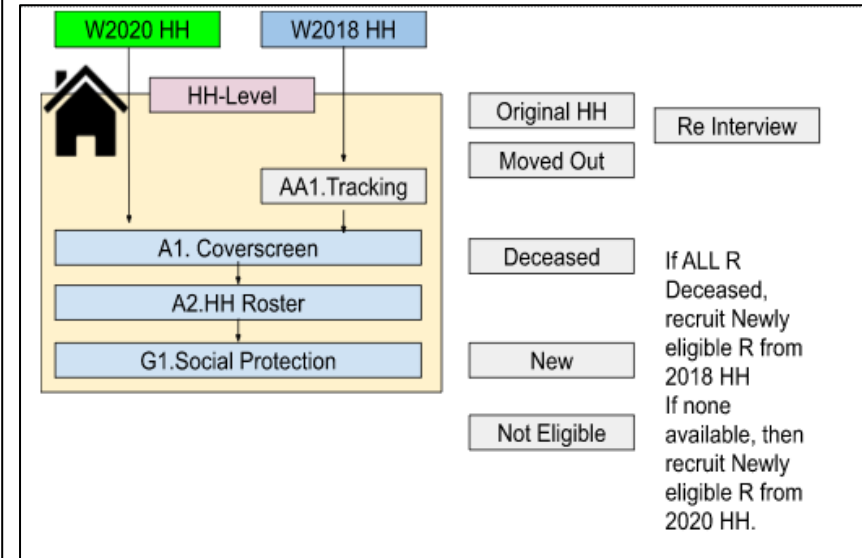 W2020 HH
W2018 HH
HH-Level
AA1.Tracking
A1. Coverscreen
A2.HH Roster
G1.Social Protection
Original HH
Moved Out
Re Interview
Deceased
New
Not Eligible
If ALL R
Deceased,
recruit Newly
eligible R from
2018 HH
If none
available, then
recruit Newly
eligible R from
2020 HH.